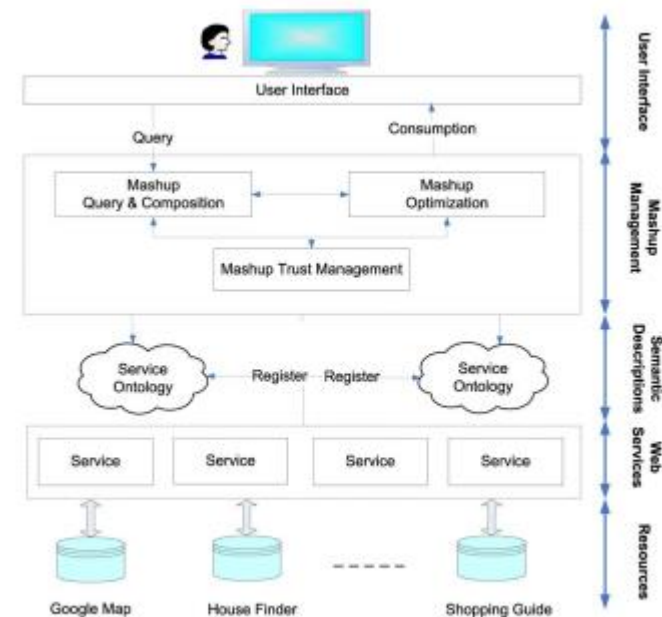 User Interface
Query
Consumption
Mashup
Query & Composition
Mashup
Optimization
Mashup Trust Management
Service
Ontology
Register
Register
Service
Ontology
Service
Service
Service
Service
Google Map
House Finder
Shopping Guide
User Interface
Mashup
Management
Semantic
Descriptions
Web
Services
Resources